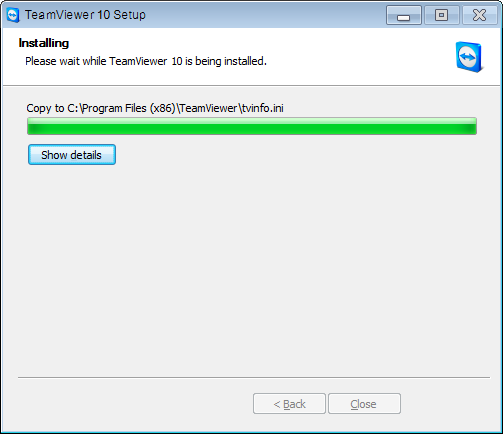 TeamViewer 10 Setup
Installing
Please wait while TeamViewer 10 is being installed.
Copy to C:\Program Files (x86)\TeamViewer\tvinfo.ini
Show details
< Back
Close